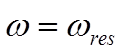 ω = ω_res